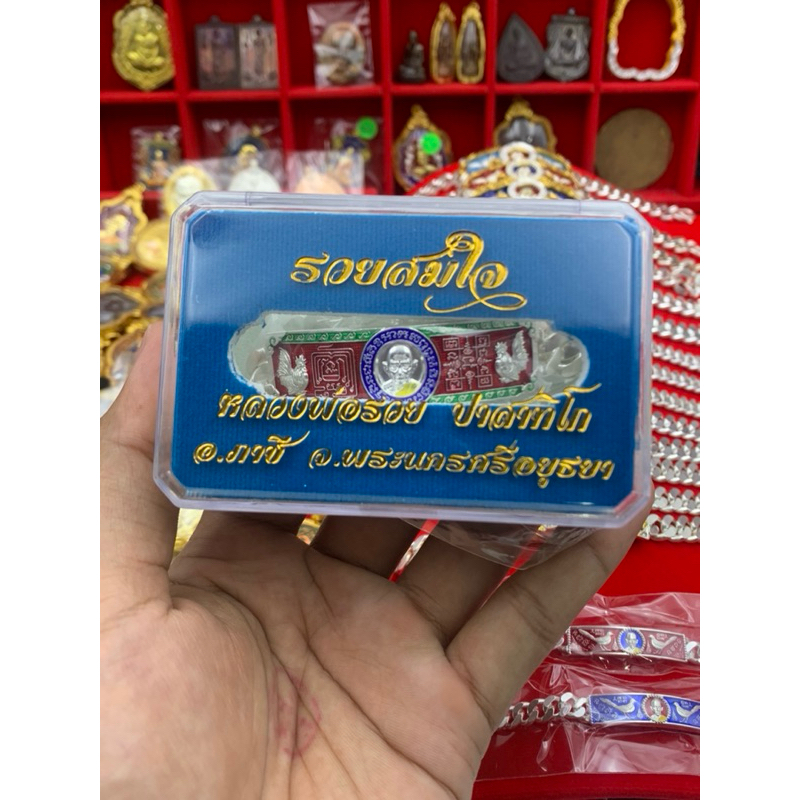 รวยสมใจ
หลวงพ่อรวย ปาสาทิโก
อ.ภาชี จ.พระนครศรีอยุธยา